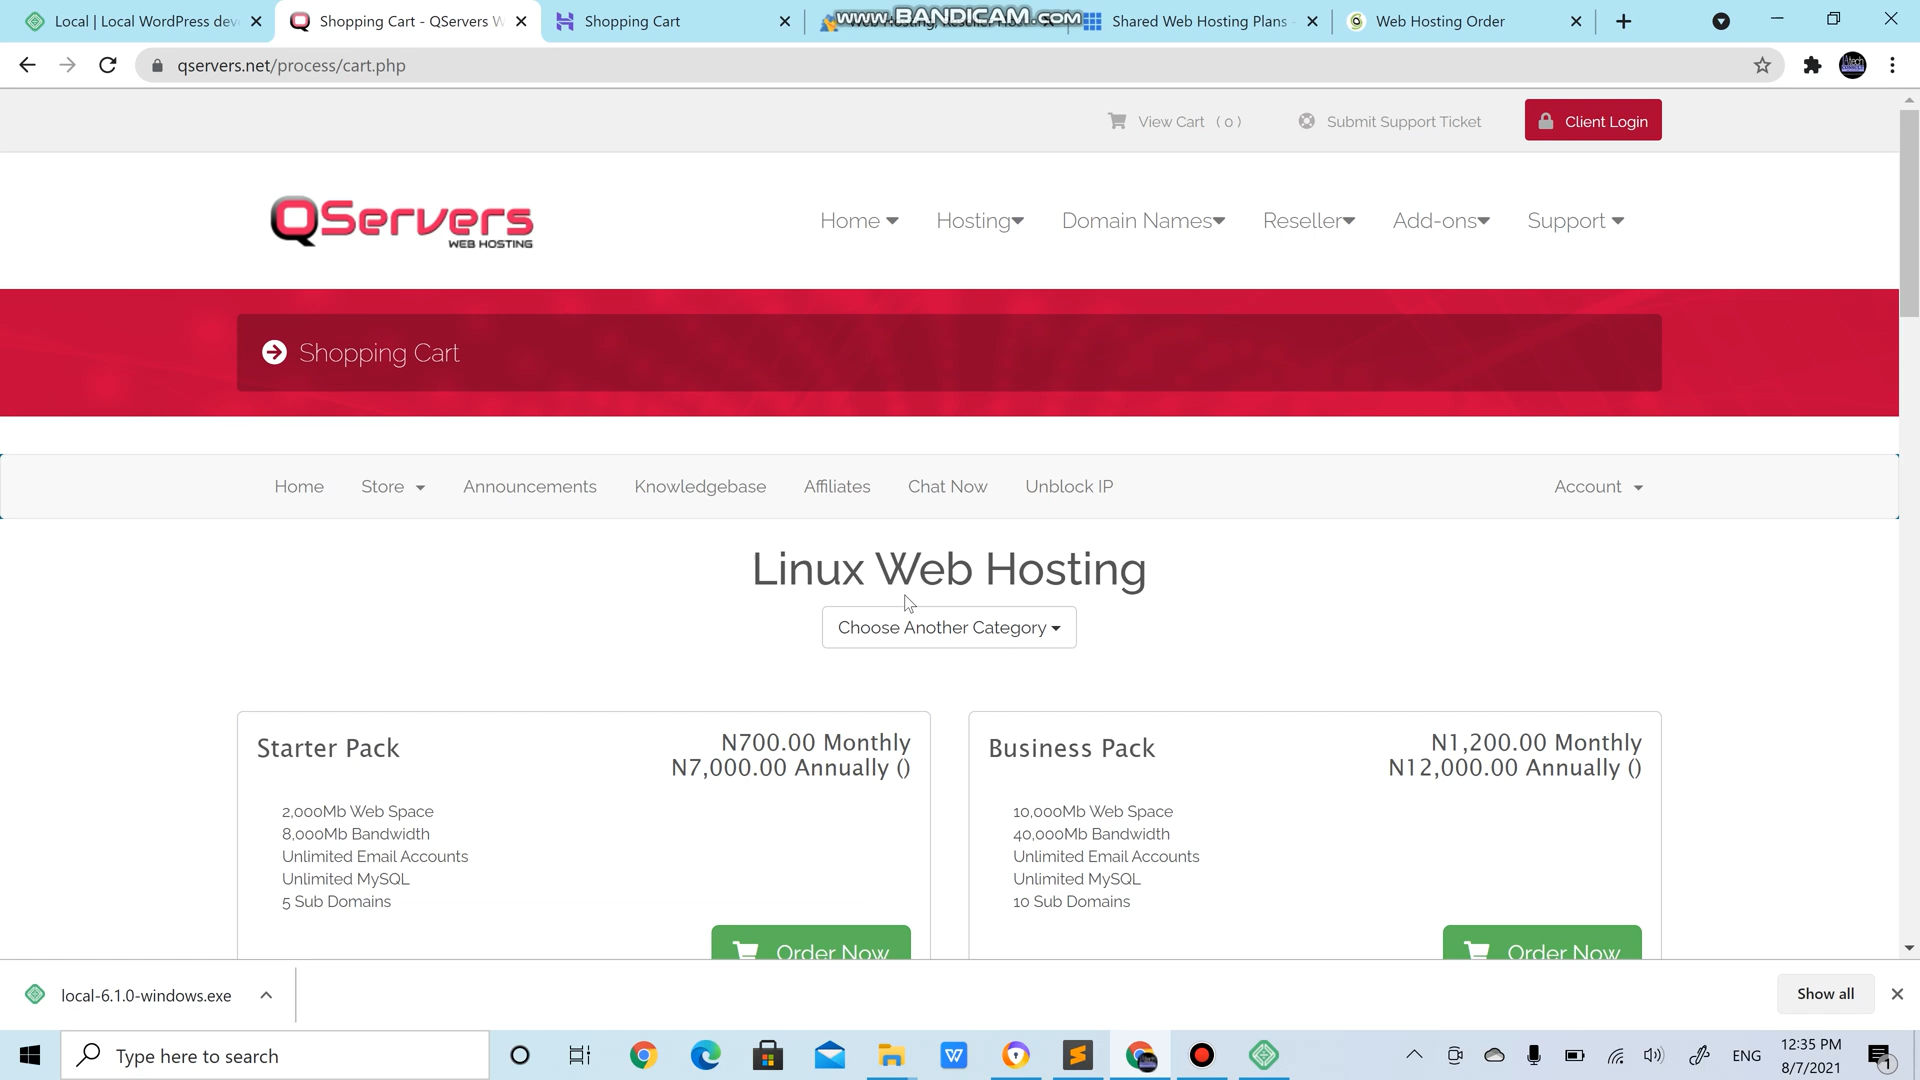 Local | Local WordPress dev
Shopping Cart - QServers W
Shopping Cart
www.BANDICAM.com
Shared Web Hosting Plans
Web Hosting Order
qservers.net/process/cart.php
View Cart ( 0 )
Submit Support Ticket
Client Login
QServers
WEB HOSTING
Home
Hosting
Domain Names
Reseller
Add-ons
Support
Shopping Cart
Home
Store
Announcements
Knowledgebase
Affiliates
Chat Now
Unblock IP
Account
Linux Web Hosting
Choose Another Category
Starter Pack
N700.00 Monthly
N7,000.00 Annually ()
2,000Mb Web Space
8,000Mb Bandwidth
Unlimited Email Accounts
Unlimited MySQL
5 Sub Domains
Order Now
Business Pack
N1,200.00 Monthly
N12,000.00 Annually ()
10,000Mb Web Space
40,000Mb Bandwidth
Unlimited Email Accounts
Unlimited MySQL
10 Sub Domains
Order Now
local-6.1.0-windows.exe
Show all
Type here to search
ENG
12:35 PM
8/7/2021
1